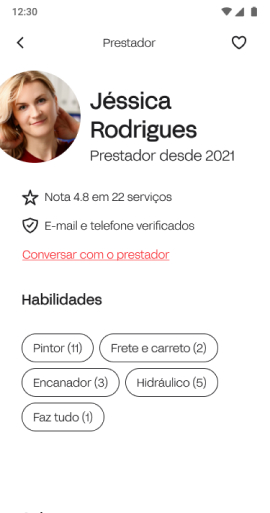 12:30
Prestador
Jéssica
Rodrigues
Prestador desde 2021
Nota 4.8 em 22 serviços
E-mail e telefone verificados
Conversar com o prestador
Habilidades
Pintor (11) Frete e carreto (2)
Encanador (3) Hidráulico (5)
Faz tudo (1)